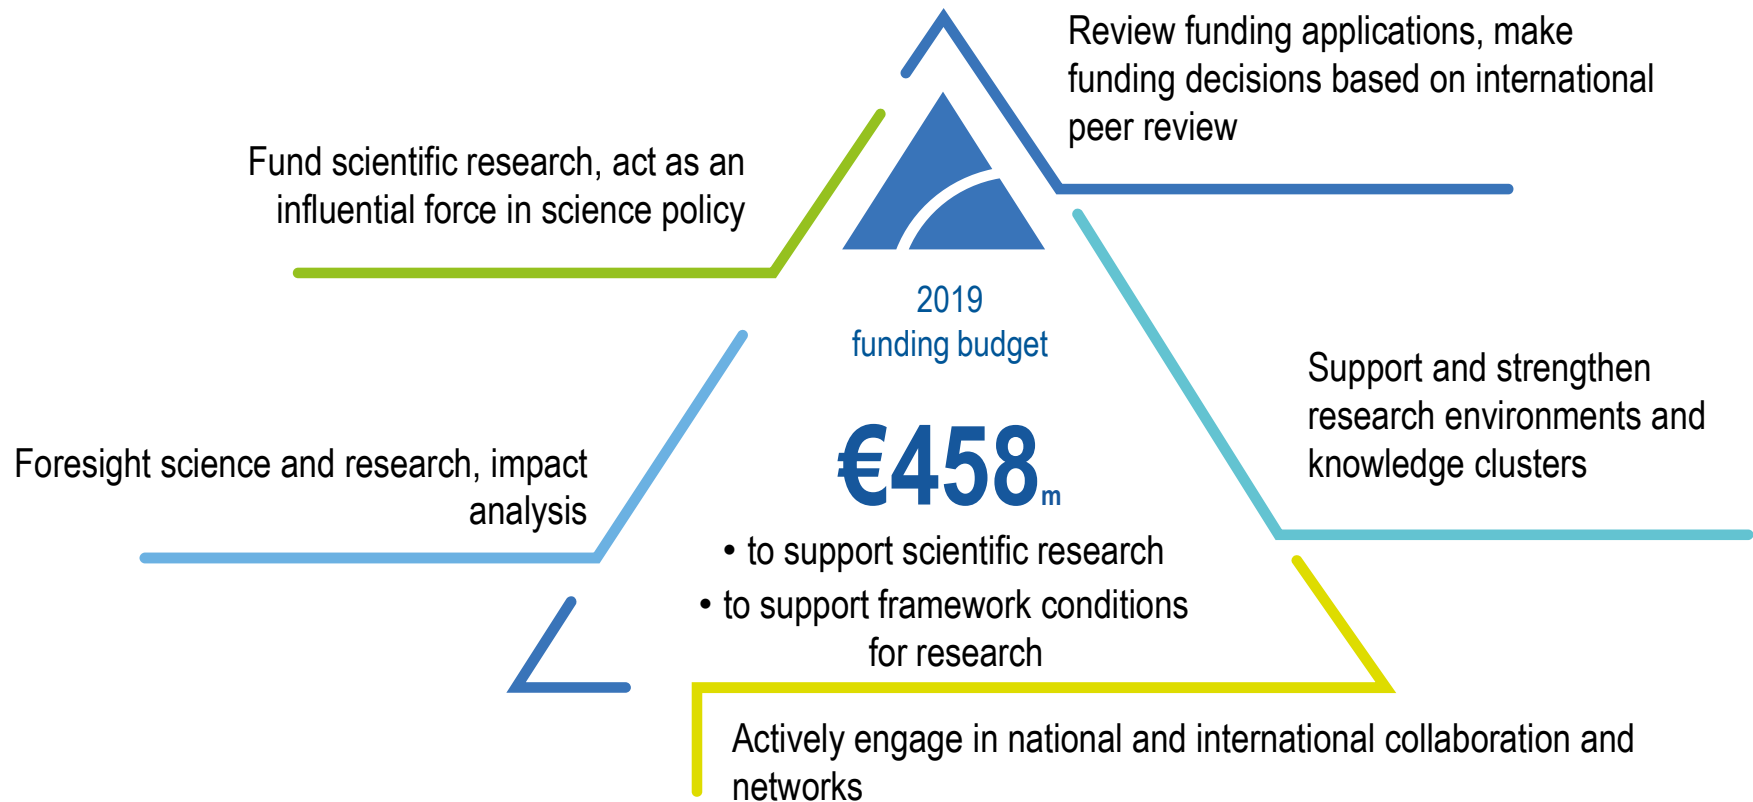 Review funding applications, make
funding decisions based on international
peer review
Fund scientific research, act as an
influential force in science policy
2019
funding budget
Support and strengthen
research environments and
knowledge clusters
Foresight science and research, impact
analysis
€458m
• to support scientific research
• to support framework conditions
for research
Actively engage in national and international collaboration and
networks